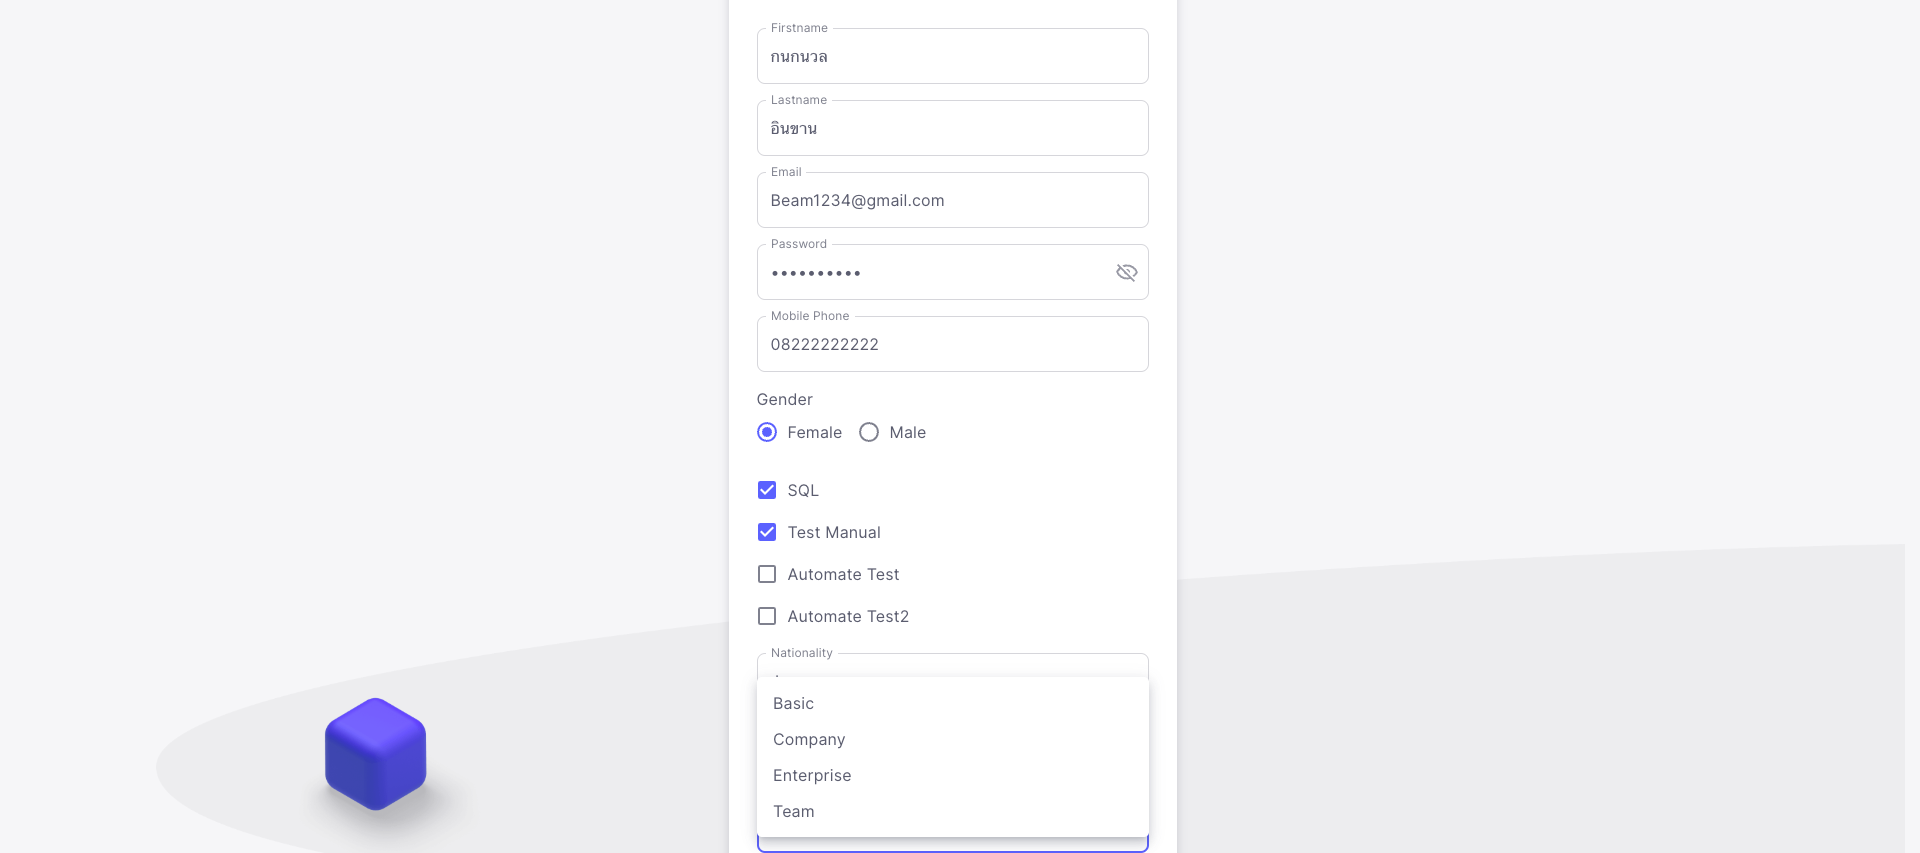 Firstname
กนกนวล
Lastname
อินขาน
Email
Beam1234@gmail.com
Password
••••••••••
Mobile Phone
08222222222
Gender
Female Male
SQL
Test Manual
Automate Test
Automate Test2
Nationality
Basic
Company
Enterprise
Team